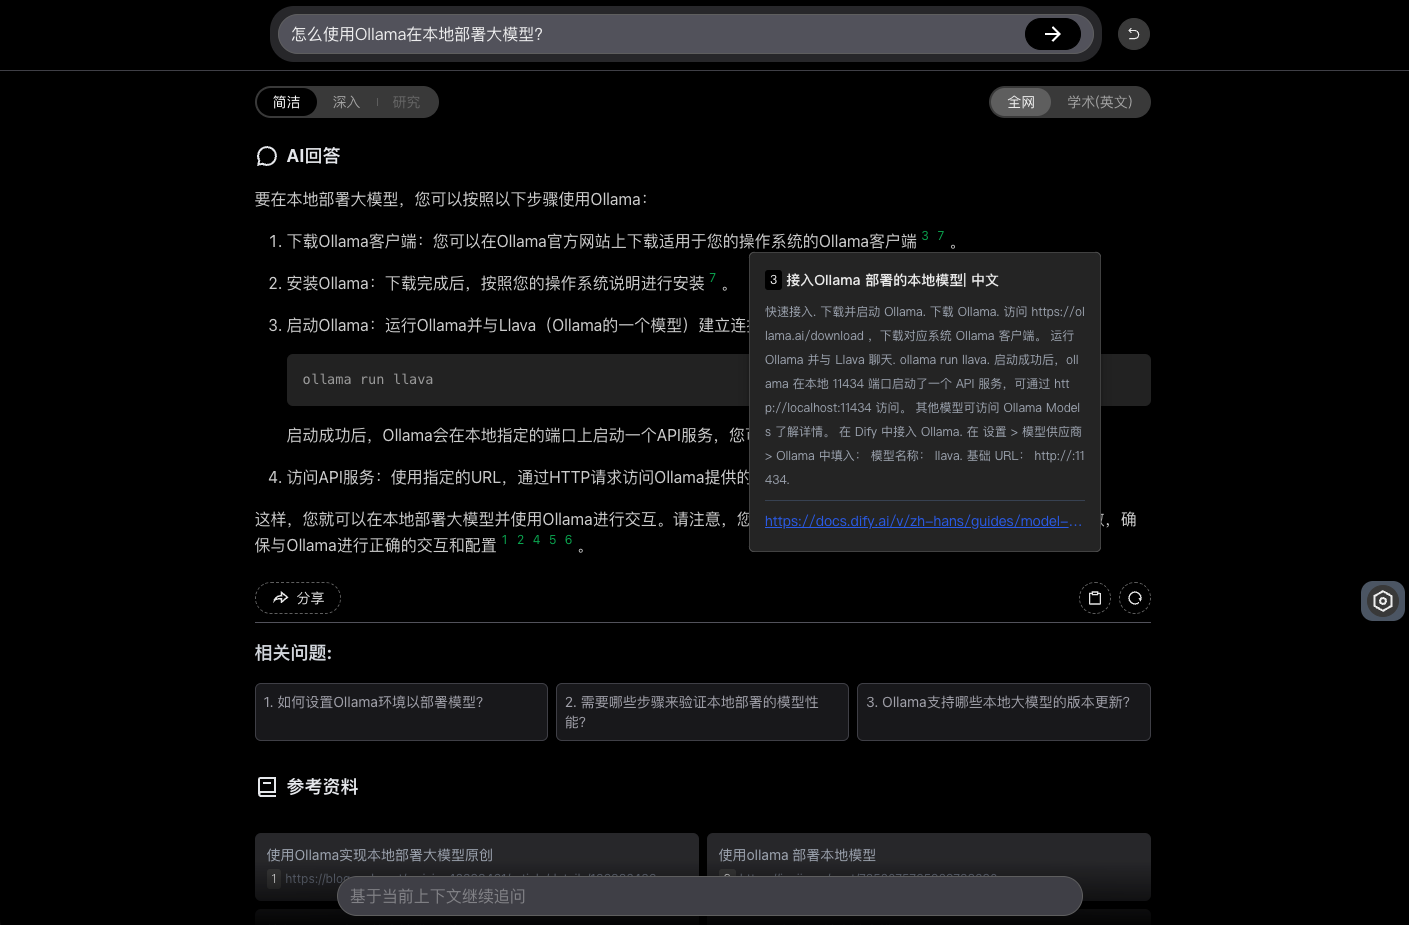 怎么使用Ollama在本地部署大模型?
简洁 深入 研究
全网 学术(英文)
AI回答
要在本地部署大模型，您可以按照以下步骤使用Ollama：
1. 下载Ollama客户端：您可以在Ollama官方网站上下载适用于您的操作系统的Ollama客户端 3 7 。
2. 安装Ollama：下载完成后，按照您的操作系统说明进行安装 7 。
3. 启动Ollama：运行Ollama并与Llava（Ollama的一个模型）建立连
ollama run llava
启动成功后，Ollama会在本地指定的端口上启动一个API服务，您
4. 访问API服务：使用指定的URL，通过HTTP请求访问Ollama提供的
这样，您就可以在本地部署大模型并使用Ollama进行交互。请注意，您
，确
保与Ollama进行正确的交互和配置 1 2 4 5 6 。
3 接入Ollama 部署的本地模型| 中文
快速接入. 下载并启动 Ollama. 下载 Ollama. 访问 https://ol
lama.ai/download ，下载对应系统 Ollama 客户端。 运行
Ollama 并与 Llava 聊天. ollama run llava. 启动成功后，oll
ama 在本地 11434 端口启动了一个 API 服务，可通过 htt
p://localhost:11434 访问。 其他模型可访问 Ollama Model
s 了解详情。 在 Dify 中接入 Ollama. 在 设置 > 模型供应商
> Ollama 中填入： 模型名称： llava. 基础 URL： http://:11
434.
https://docs.dify.ai/v/zh-hans/guides/model-...
分享
相关问题:
1. 如何设置Ollama环境以部署模型?
2. 需要哪些步骤来验证本地部署的模型性
能?
3. Ollama支持哪些本地大模型的版本更新?
参考资料
使用Ollama实现本地部署大模型原创
1 https://blo
使用ollama 部署本地模型
基于当前上下文继续追问